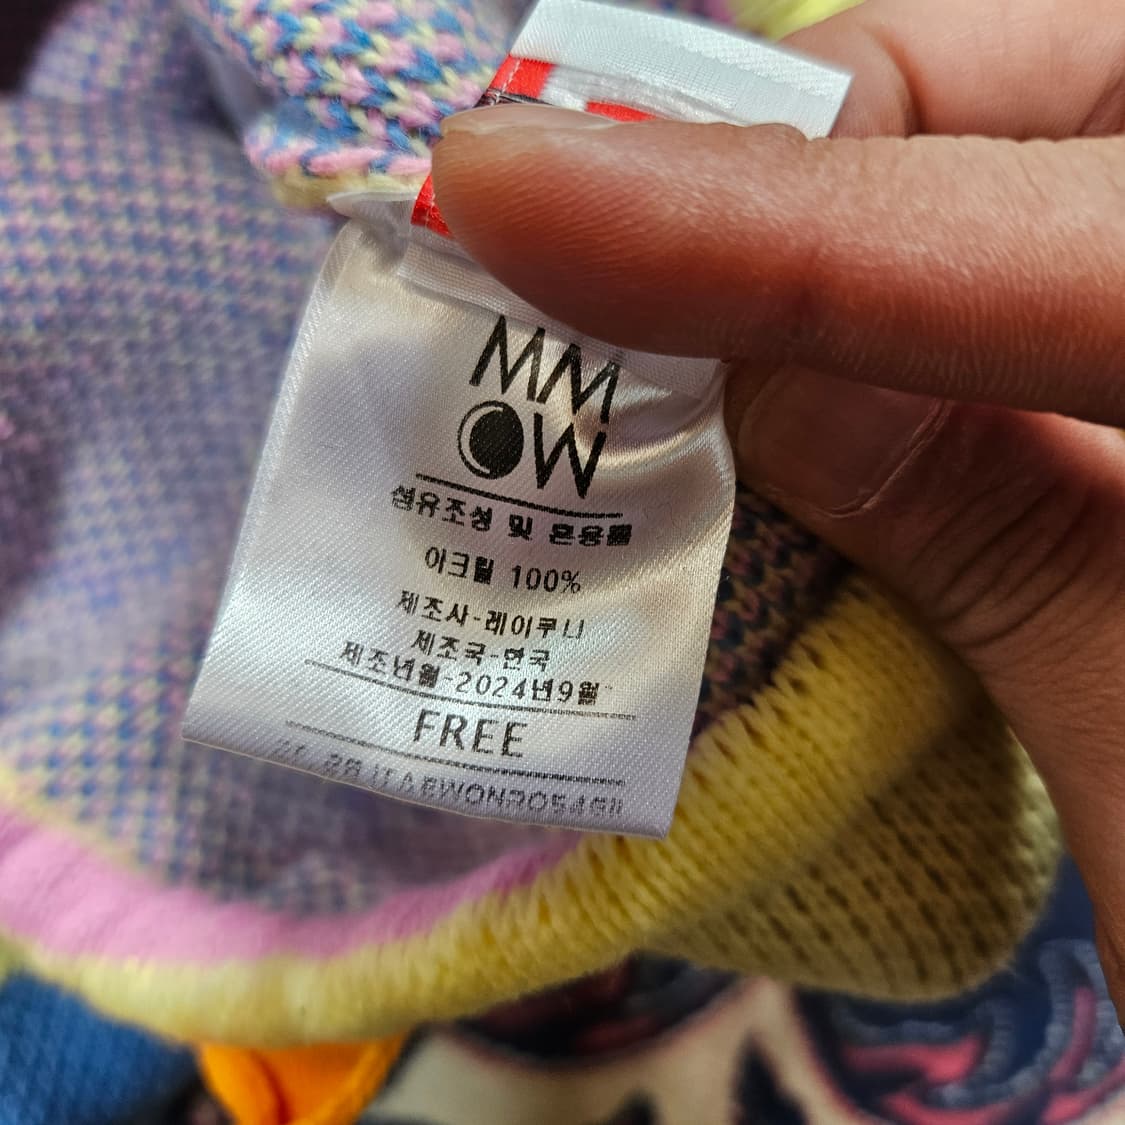 MM
OW
섬유조성 및 혼용률
아크릴 100%
제조사-레이쿠니
제조국-한국
제조년월-2024년9월
FREE